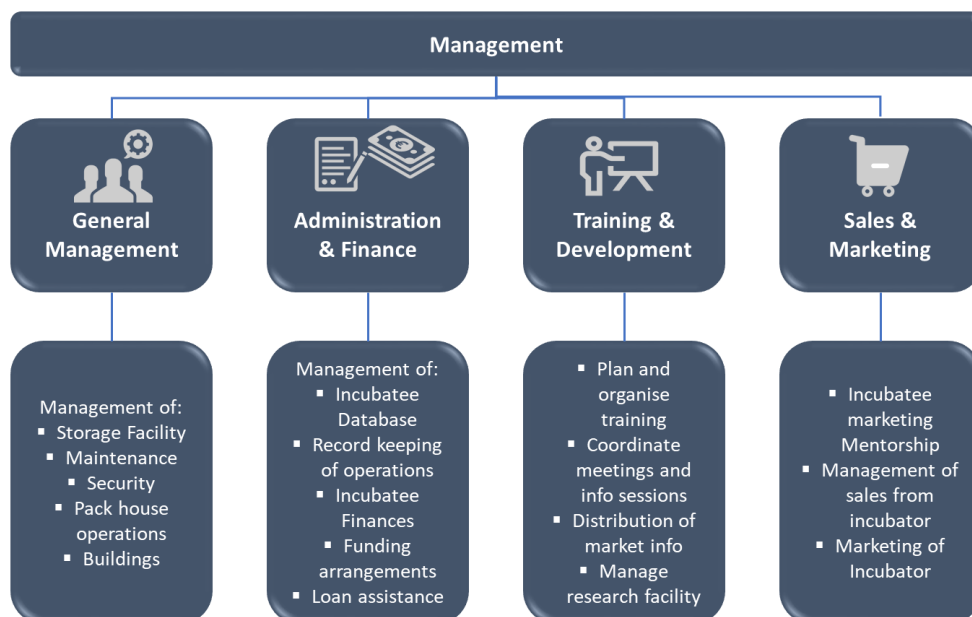 Management
General
Management
Administration
& Finance
Training &
Development
Sales &
Marketing
Management of:
▪ Storage Facility
▪ Maintenance
▪ Security
▪ Pack house
operations
▪ Buildings
Management of:
▪ Incubatee
Database
▪ Record keeping
of operations
▪ Incubatee
Finances
▪ Funding
arrangements
▪ Loan assistance
▪ Plan and
organise
training
▪ Coordinate
meetings and
info sessions
▪ Distribution of
market info
▪ Manage
research facility
▪ Incubatee
marketing
Mentorship
▪ Management of
sales from
incubator
▪ Marketing of
Incubator